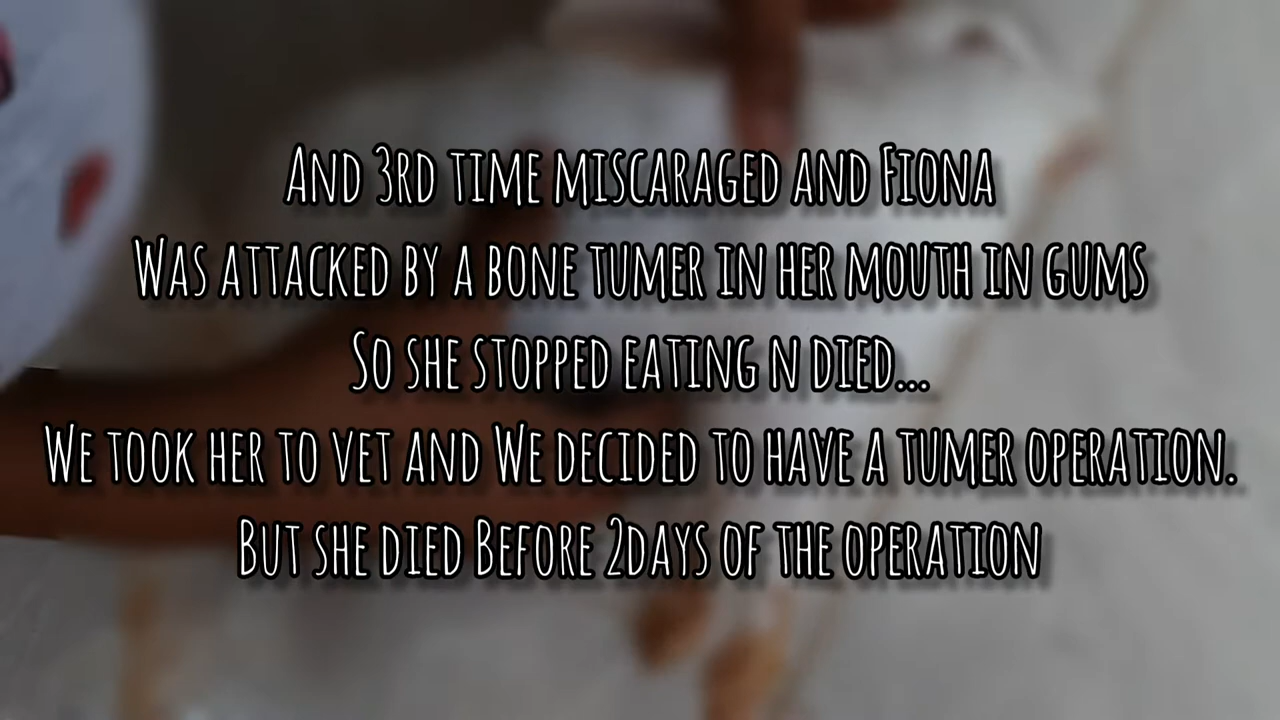 And 3rd time miscaraged and Fiona
Was attacked by a bone tumer in her mouth in gums
So she stopped eating n died...
We took her to vet and We decided to have a tumer operation.
But she died Before 2days of the operation